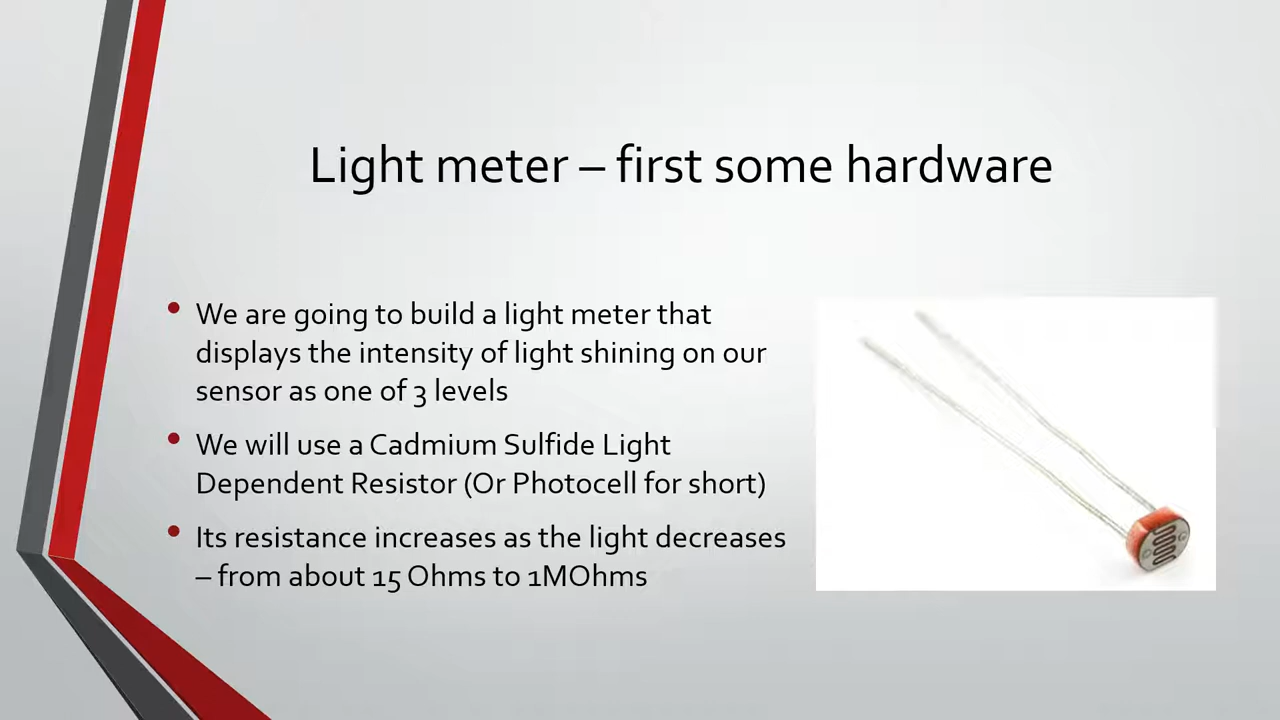 Light meter – first some hardware
• We are going to build a light meter that
displays the intensity of light shining on our
sensor as one of 3 levels
• We will use a Cadmium Sulfide Light
Dependent Resistor (Or Photocell for short)
• Its resistance increases as the light decreases
– from about 15 Ohms to 1MOhms